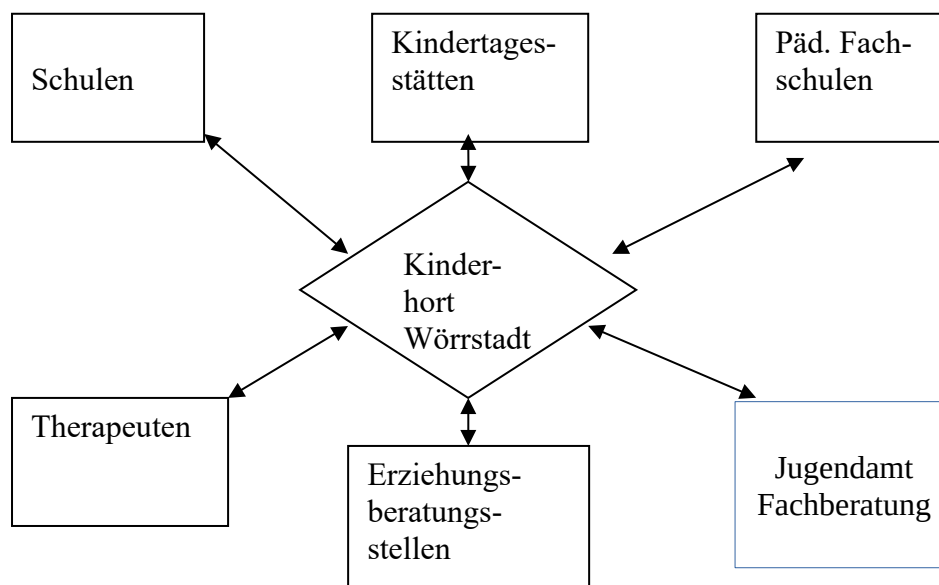 Schulen
Kindertages-
stätten
Päd. Fach-
schulen
Kinder-
hort
Wörrstadt
Therapeuten
Erziehungs-
beratungs-
stellen
Jugendamt
Fachberatung